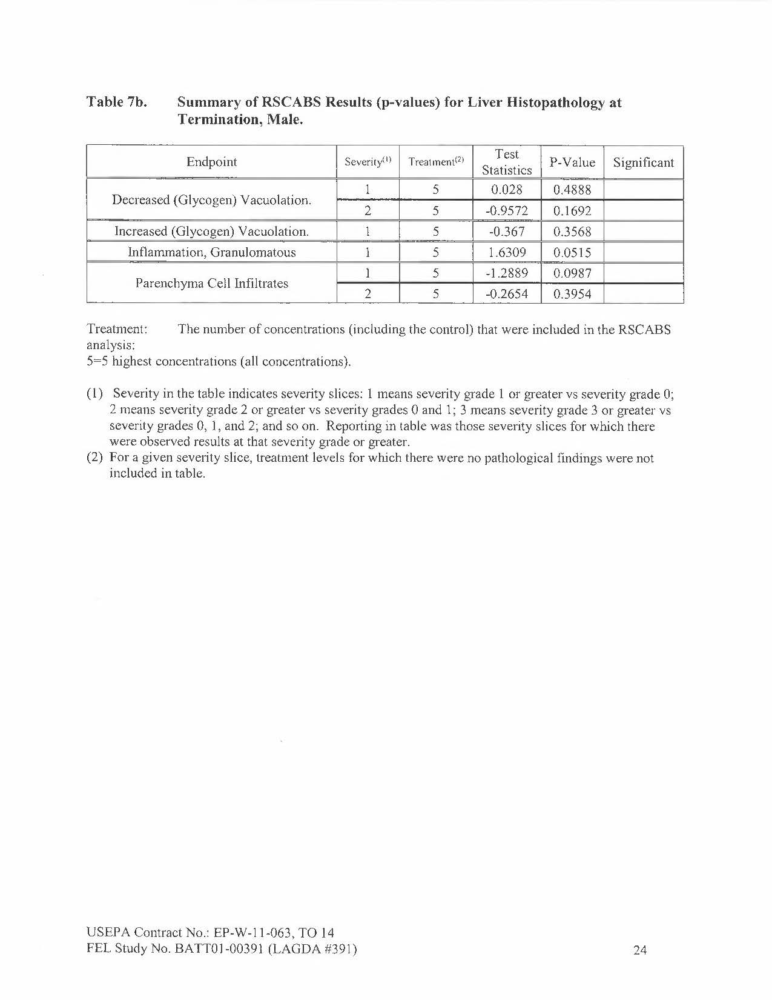 Table 7b. Summary of RSCABS Results (p-values) for Liver Histopathology at
Termination, Male.
Endpoint Severity(1) Treatment(2) Test Statistics P-Value Significant
Decreased (Glycogen) Vacuolation. 1 5 0.028 0.4888
2 5 -0.9572 0.1692
Increased (Glycogen) Vacuolation. 1 5 -0.367 0.3568
Inflammation, Granulomatous 1 5 1.6309 0.0515
Parenchyma Cell Infiltrates 1 5 -1.2889 0.0987
2 5 -0.2654 0.3954
Treatment: The number of concentrations (including the control) that were included in the RSCABS
analysis:
5=5 highest concentrations (all concentrations).
(1) Severity in the table indicates severity slices: 1 means severity grade 1 or greater vs severity grade 0;
2 means severity grade 2 or greater vs severity grades 0 and 1; 3 means severity grade 3 or greater vs
severity grades 0, 1, and 2; and so on. Reporting in table was those severity slices for which there
were observed results at that severity grade or greater.
(2) For a given severity slice, treatment levels for which there were no pathological findings were not
included in table.
USEPA Contract No.: EP-W-11-063, TO 14
FEL Study No. BATT01-00391 (LAGDA #391) 24